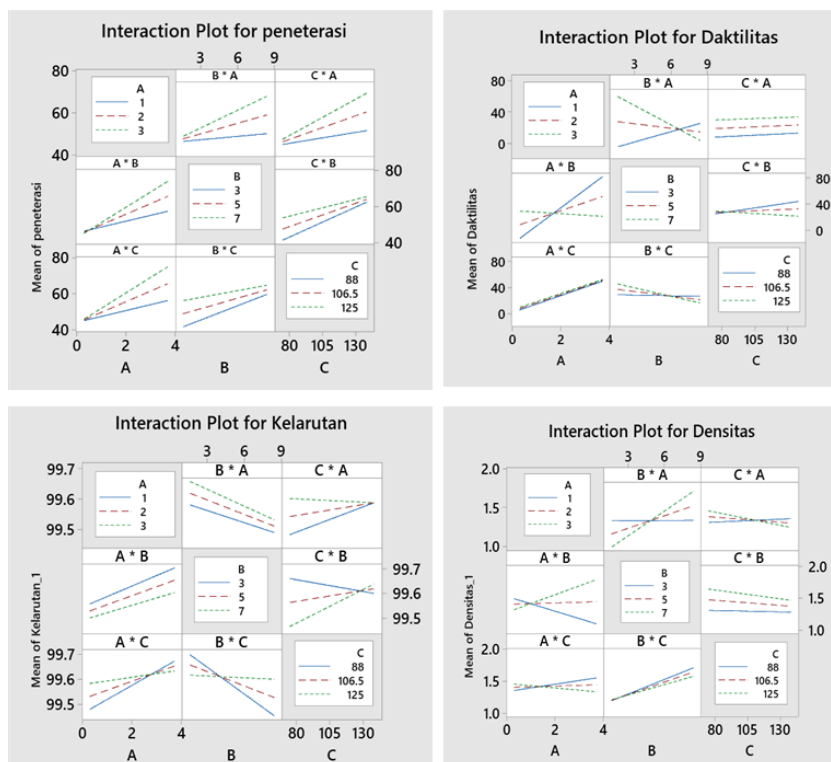 Interaction Plot for peneterasi
3 6 9
80
60
40
A
1
2
3
B * A
C * A
A * B
B
3
5
7
C * B
80
60
40
Mean of peneterasi
80
60
40
A * C
B * C
C
88
106.5
125
0 2 4
80 105 130
A B C
Interaction Plot for Daktilitas
3 6 9
80
40
0
A
1
2
3
B * A
C * A
A * B
B
3
5
7
C * B
80
40
0
Mean of Daktilitas
80
40
0
A * C
B * C
C
88
106.5
125
0 2 4
80 105 130
A B C
Interaction Plot for Kelarutan
3 6 9
99.7
99.6
99.5
A
1
2
3
B * A
C * A
A * B
B
3
5
7
C * B
99.7
99.6
99.5
Mean of Kelarutan_1
99.7
99.6
99.5
A * C
B * C
C
88
106.5
125
0 2 4
80 105 130
A B C
Interaction Plot for Densitas
3 6 9
2.0
1.5
1.0
A
1
2
3
B * A
C * A
A * B
B
3
5
7
C * B
2.0
1.5
1.0
Mean of Densitas_1
2.0
1.5
1.0
A * C
B * C
C
88
106.5
125
0 2 4
80 105 130
A B C